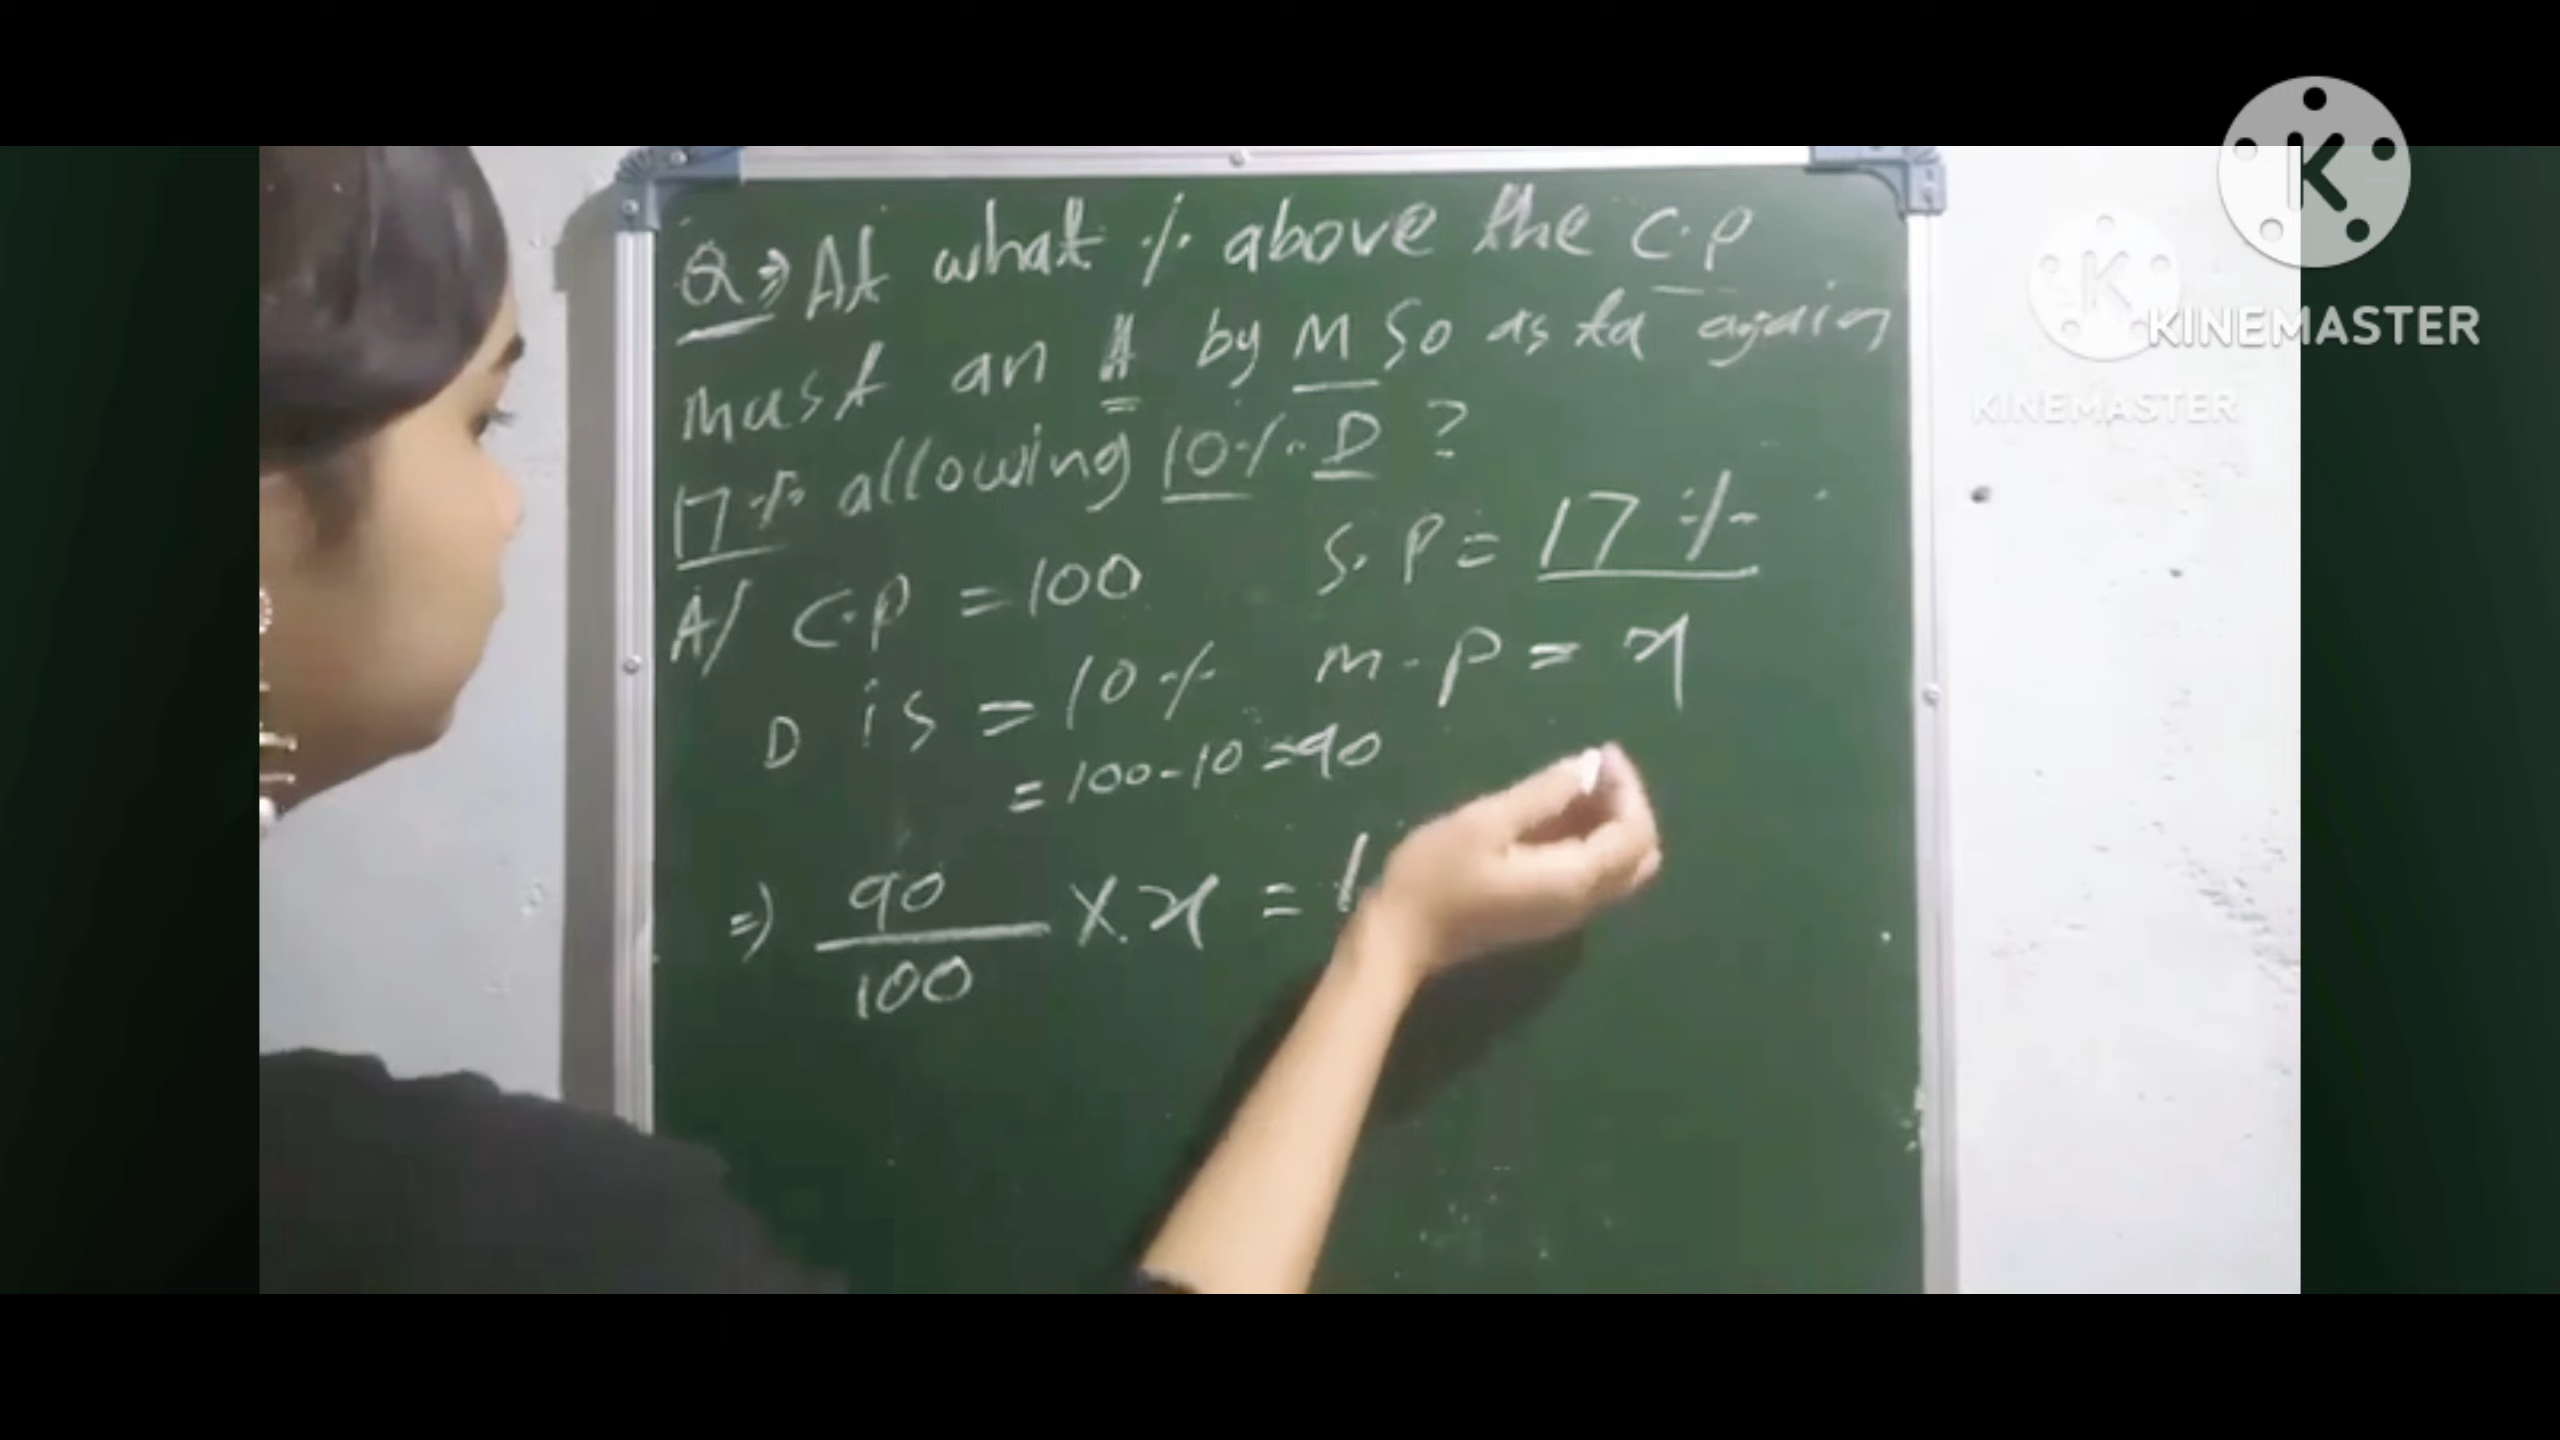 Q⇒ At what % above the C.P
must an A by M So as to again
17% allowing 10% D ?
A/ C.P = 100 S.P = 17 %
D is = 10% M.P = x
= 100-10 =90
⇒ 90/100 X x = 1
K
KINEMASTER
K
KINEMASTER